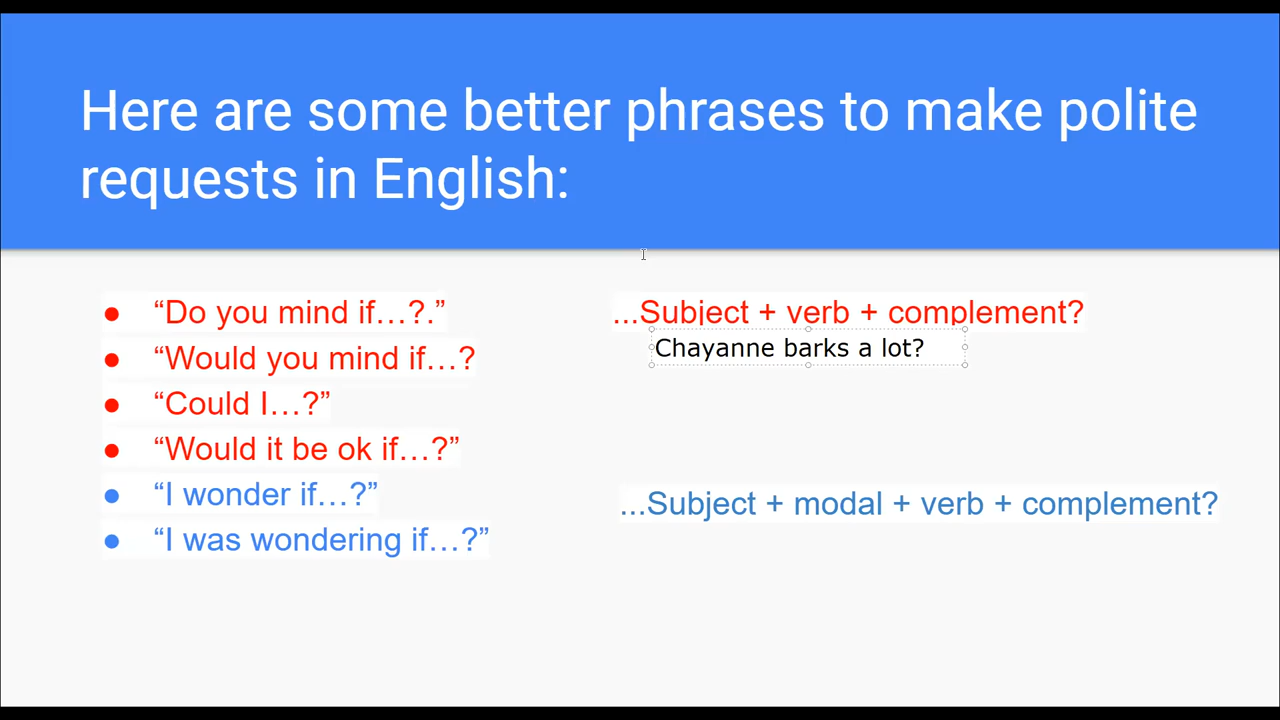 Here are some better phrases to make polite
requests in English:
● “Do you mind if…?.”
● “Would you mind if…?
● “Could I…?”
● “Would it be ok if…?”
● “I wonder if…?”
● “I was wondering if…?”
...Subject + verb + complement?
Chayanne barks a lot?
...Subject + modal + verb + complement?